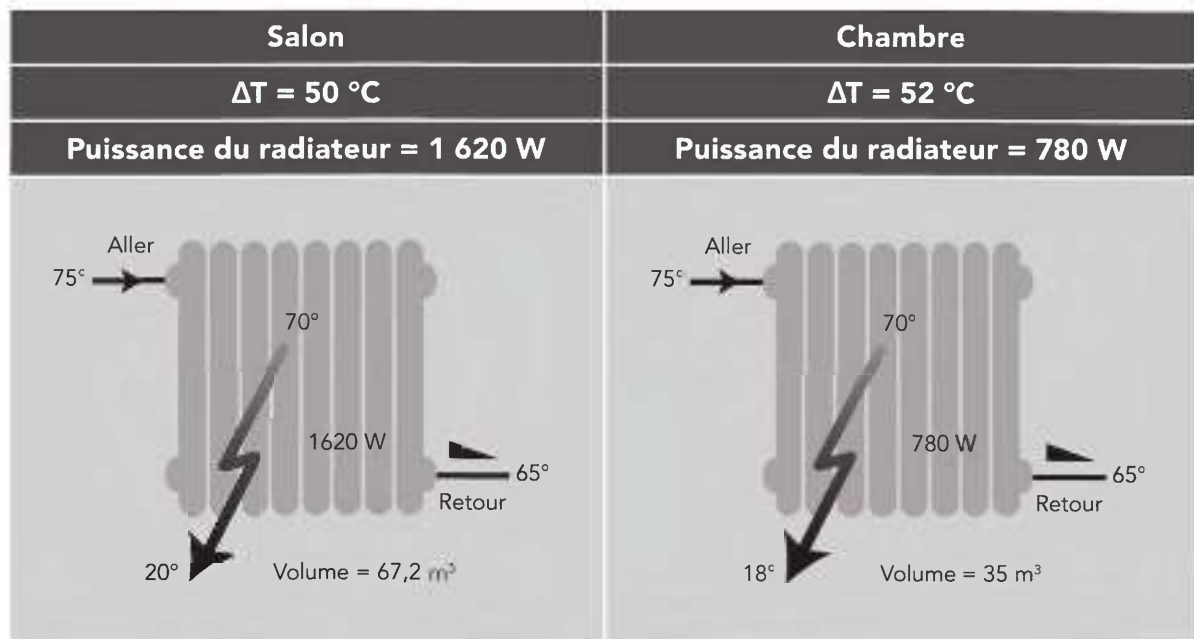 Salon
ΔT = 50 °C
Puissance du radiateur = 1 620 W
Aller
75°
70°
1620 W
65°
Retour
20°
Volume = 67,2 m³
Chambre
ΔT = 52 °C
Puissance du radiateur = 780 W
Aller
75°
70°
780 W
65°
Retour
18°
Volume = 35 m³